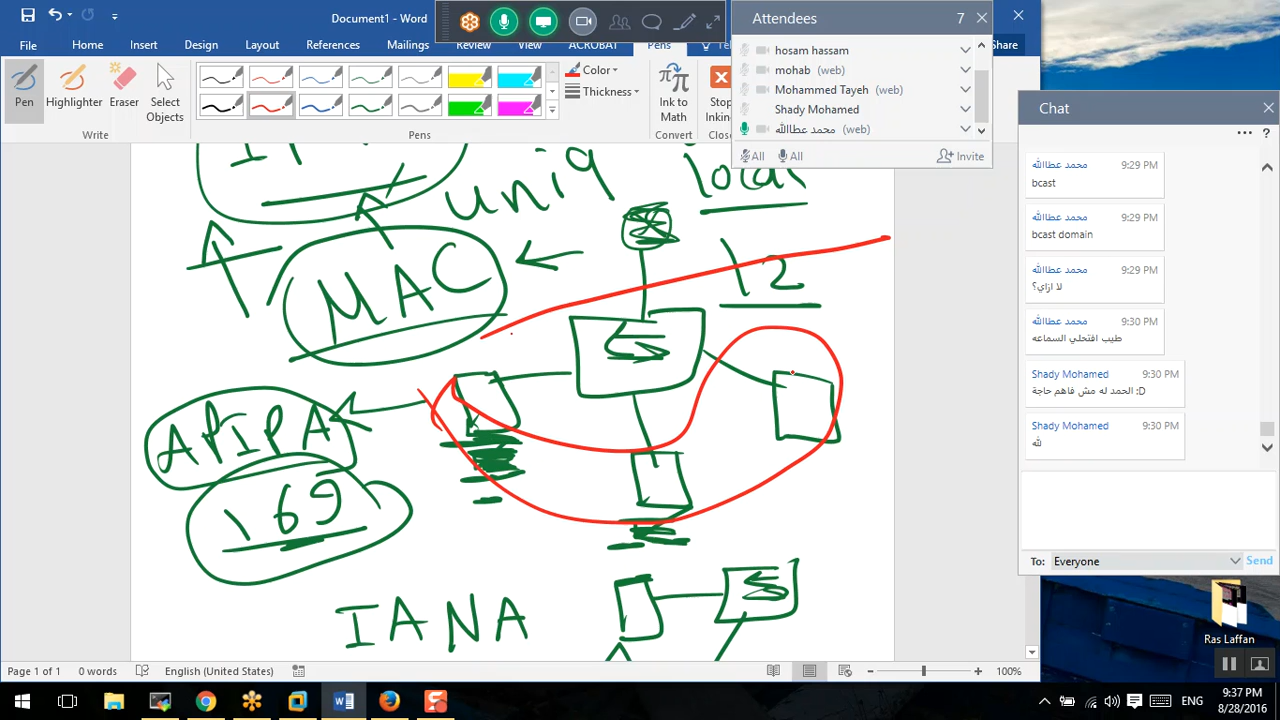 Document1 - Word
File
Home
Insert
Design
Layout
References
Mailings
Review
View
ACROBAT
Pens
Share
Pen
Highlighter
Eraser
Select
Objects
Write
Pens
Color
Thickness
Ink to
Math
Convert
Stop
Inking
Attendees
7
hosam hassam
mohab (web)
Mohammed Tayeh (web)
Shady Mohamed
محمد عطاالله (web)
All
All
Invite
Chat
محمد عطاالله 9:29 PM
bcast
محمد عطاالله 9:29 PM
bcast domain
محمد عطاالله 9:29 PM
لا ازاي؟
محمد عطاالله 9:30 PM
طيب افتحلي السماعه
Shady Mohamed 9:30 PM
الحمد له مش فاهم حاجة ;D
Shady Mohamed 9:30 PM
لله
To: Everyone
Send
uniq
local
MAC
12
APIPA
169
IANA
Ras Laffan
Page 1 of 1
0 words
English (United States)
100%
ENG
9:37 PM
8/28/2016